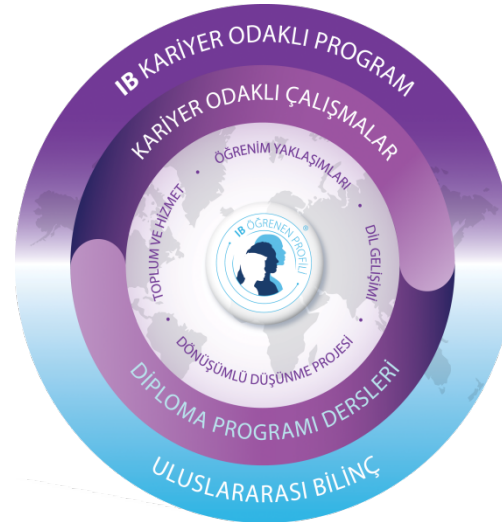 IB KARİYER ODAKLI PROGRAM
KARİYER ODAKLI ÇALIŞMALAR
ÖĞRENİM YAKLAŞIMLARI
TOPLUM VE HİZMET
DİL GELİŞİMİ
IB ÖĞRENEN PROFİLİ
®
DÖNÜŞÜMLÜ DÜŞÜNME PROJESİ
DİPLOMA PROGRAMI DERSLERİ
ULUSLARARASI BİLİNÇ